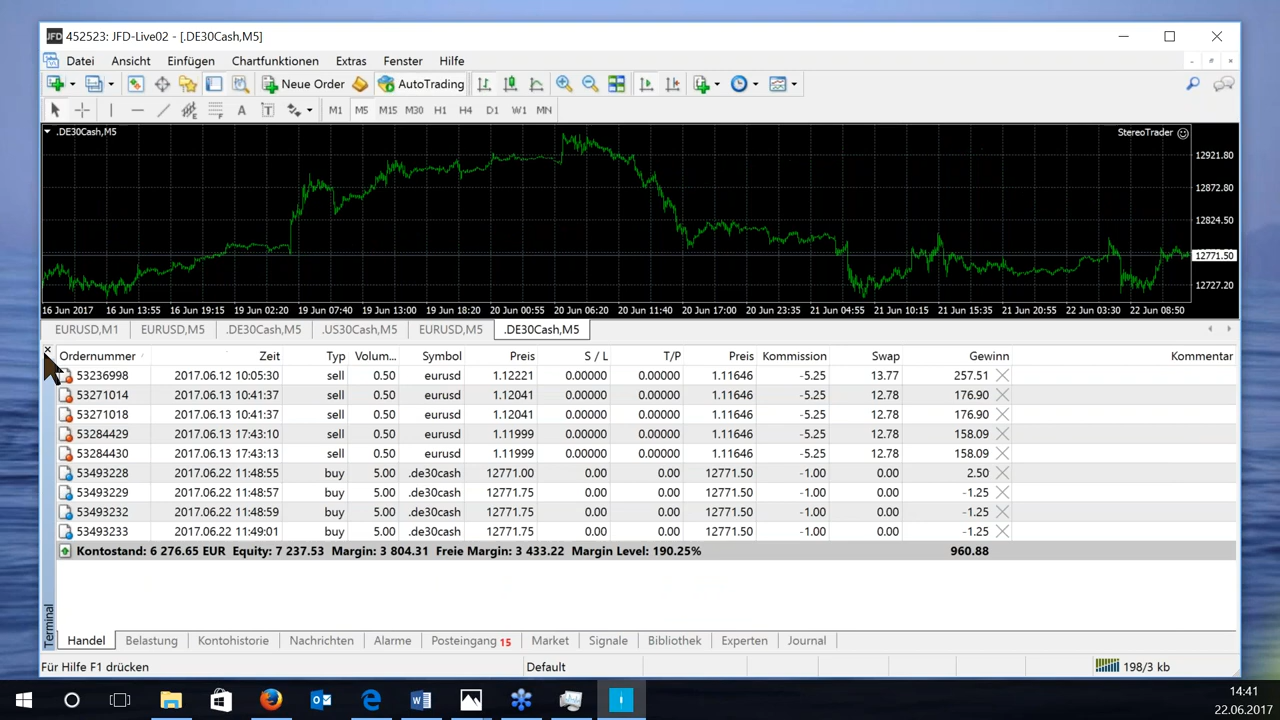 JFD 452523: JFD-Live02 - [.DE30Cash,M5]
Datei Ansicht Einfügen Chartfunktionen Extras Fenster Hilfe
Neue Order AutoTrading
A T M1 M5 M15 M30 H1 H4 D1 W1 MN
.DE30Cash,M5 StereoTrader
12921.80
12872.80
12824.50
12771.50
12727.20
16 Jun 2017 16 Jun 13:55 16 Jun 19:15 19 Jun 02:20 19 Jun 07:40 19 Jun 13:00 19 Jun 18:20 20 Jun 00:55 20 Jun 06:20 20 Jun 11:40 20 Jun 17:00 20 Jun 22:20 21 Jun 04:55 21 Jun 10:15 21 Jun 15:35 21 Jun 20:55 22 Jun 03:30 22 Jun 08:50
EURUSD,M1 EURUSD,M5 .DE30Cash,M5 .US30Cash,M5 EURUSD,M5 .DE30Cash,M5
Ordernummer Zeit Typ Volum... Symbol Preis S / L T/P Preis Kommission Swap Gewinn Kommentar
53236998 2017.06.12 10:05:30 sell 0.50 eurusd 1.12221 0.00000 0.00000 1.11646 -5.25 13.77 257.51
53271014 2017.06.13 10:41:37 sell 0.50 eurusd 1.12041 0.00000 0.00000 1.11646 -5.25 12.78 176.90
53271018 2017.06.13 10:41:37 sell 0.50 eurusd 1.12041 0.00000 0.00000 1.11646 -5.25 12.78 176.90
53284429 2017.06.13 17:43:10 sell 0.50 eurusd 1.11999 0.00000 0.00000 1.11646 -5.25 12.78 158.09
53284430 2017.06.13 17:43:13 sell 0.50 eurusd 1.11999 0.00000 0.00000 1.11646 -5.25 12.78 158.09
53493228 2017.06.22 11:48:55 buy 5.00 .de30cash 12771.00 0.00 0.00 12771.50 -1.00 0.00 2.50
53493229 2017.06.22 11:48:57 buy 5.00 .de30cash 12771.75 0.00 0.00 12771.50 -1.00 0.00 -1.25
53493232 2017.06.22 11:48:59 buy 5.00 .de30cash 12771.75 0.00 0.00 12771.50 -1.00 0.00 -1.25
53493233 2017.06.22 11:49:01 buy 5.00 .de30cash 12771.75 0.00 0.00 12771.50 -1.00 0.00 -1.25
Kontostand: 6 276.65 EUR Equity: 7 237.53 Margin: 3 804.31 Freie Margin: 3 433.22 Margin Level: 190.25% 960.88
Terminal
Handel Belastung Kontohistorie Nachrichten Alarme Posteingang 15 Market Signale Bibliothek Experten Journal
Für Hilfe F1 drücken Default 198/3 kb
14:41
22.06.2017